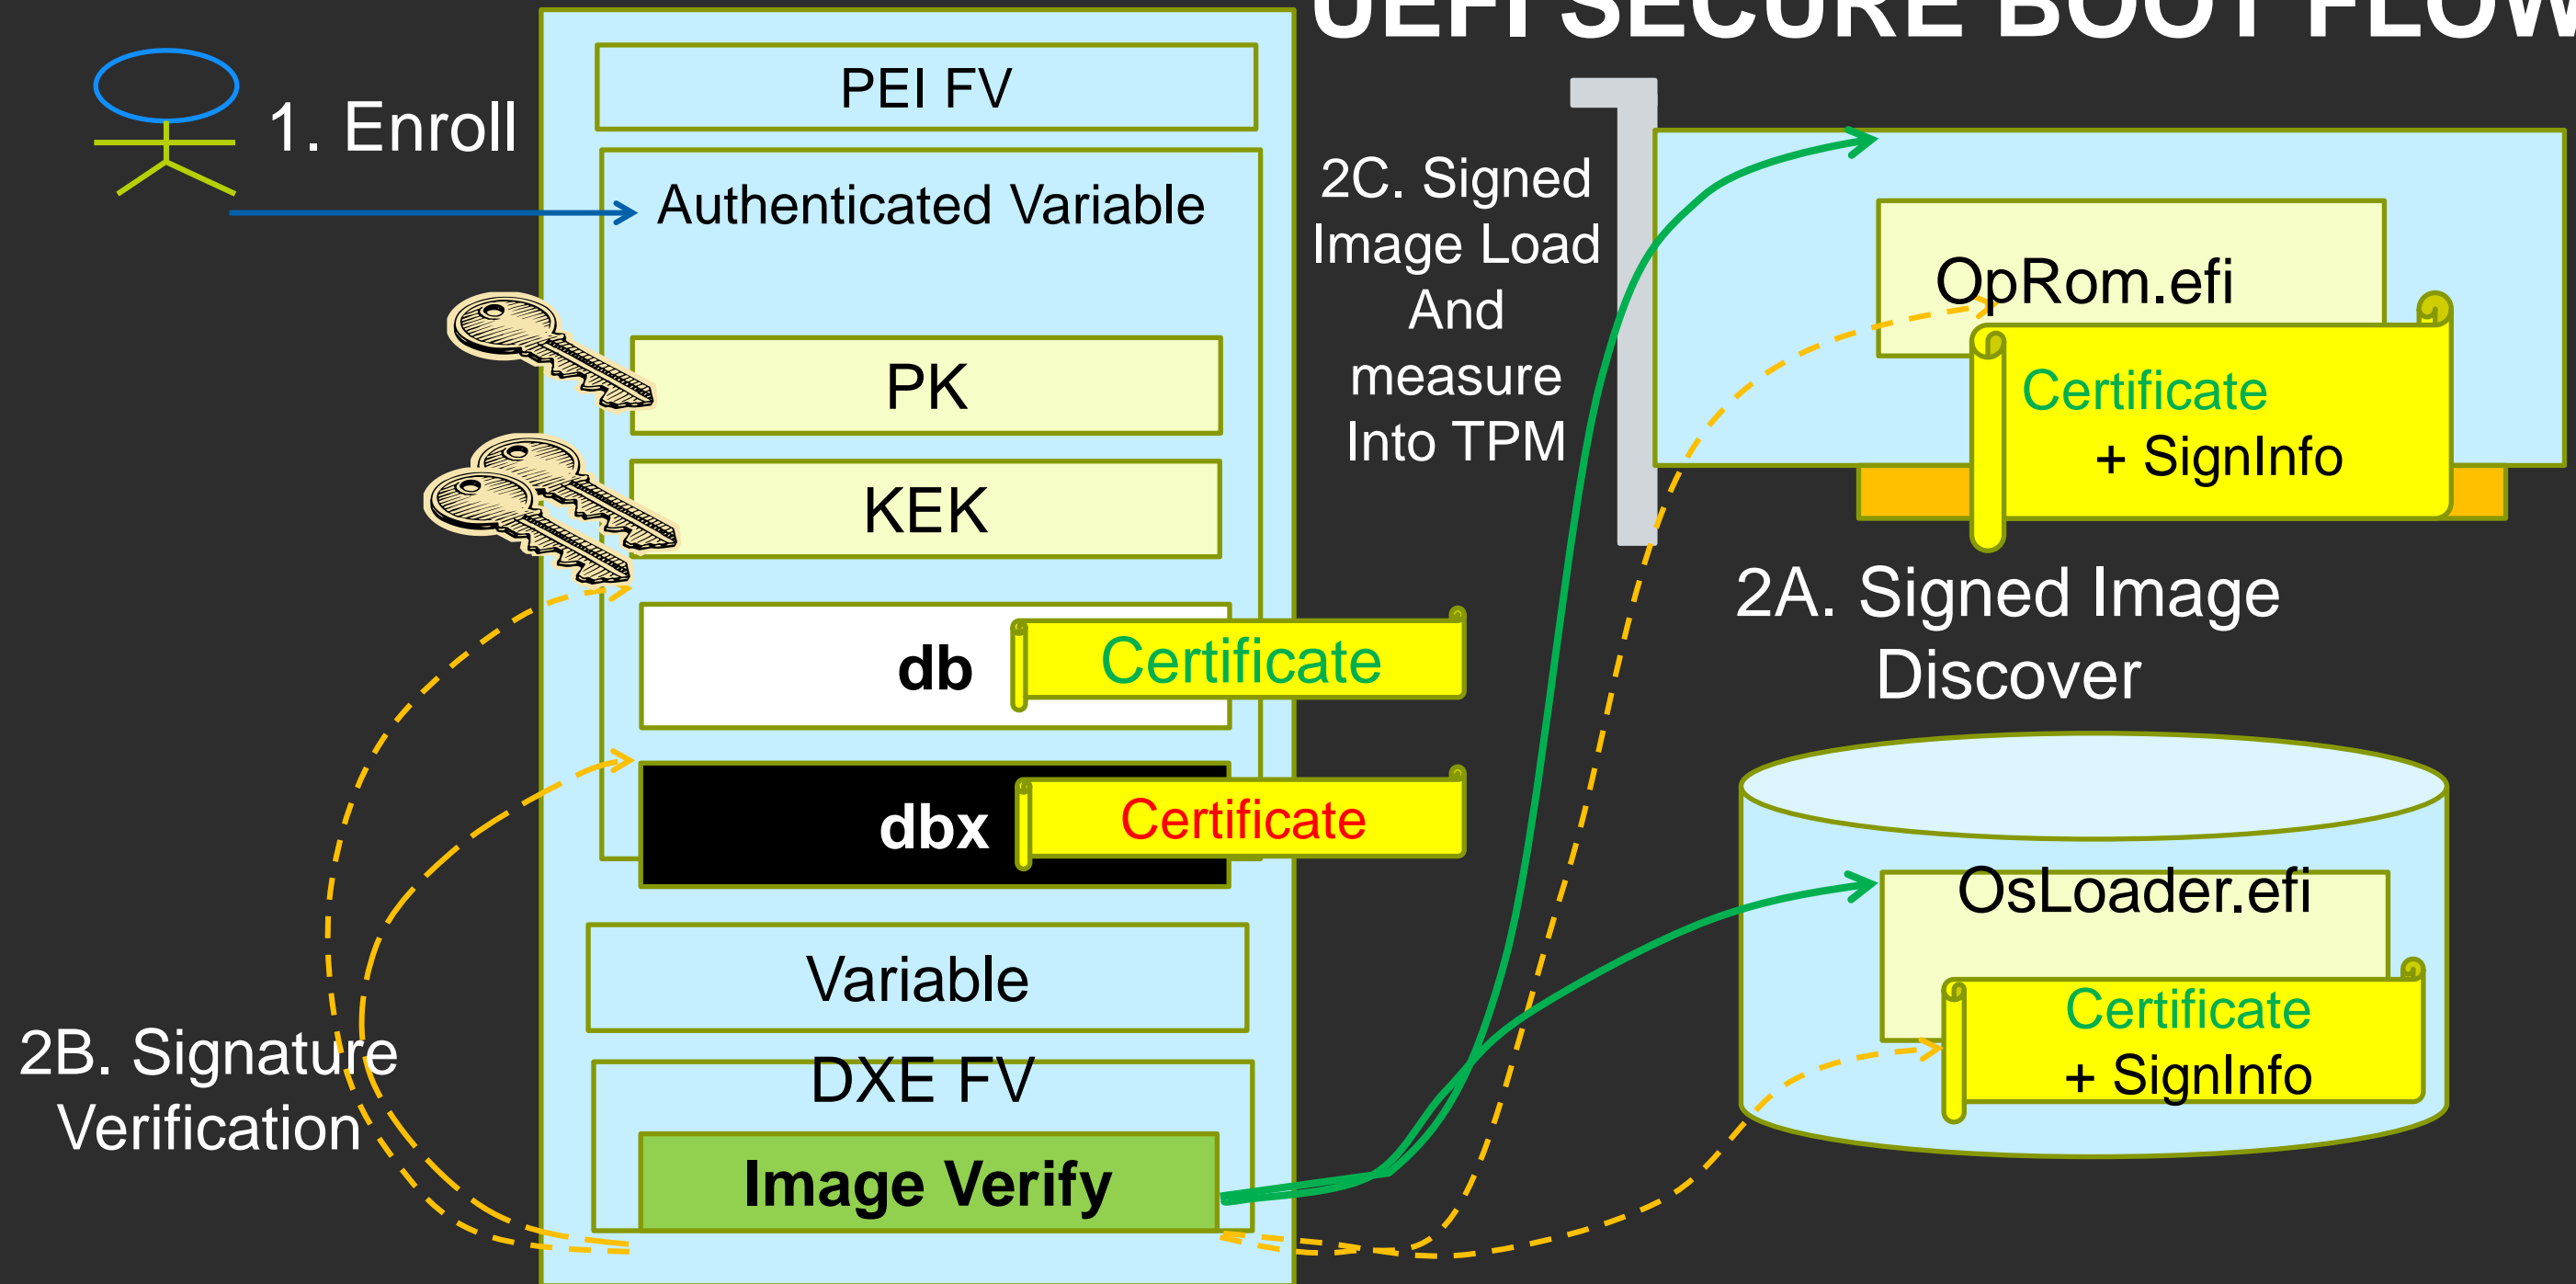 UEFI SECURE BOOT FLOW
1. Enroll
PEI FV
Authenticated Variable
PK
KEK
db
Certificate
dbx
Certificate
Variable
DXE FV
Image Verify
2B. Signature
Verification
2C. Signed
Image Load
And
measure
Into TPM
OpRom.efi
Certificate
+ SignInfo
2A. Signed Image
Discover
OsLoader.efi
Certificate
+ SignInfo